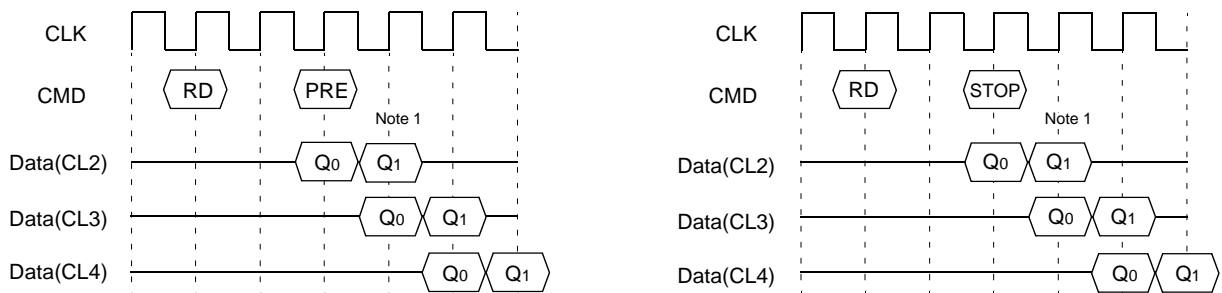 CLK
CMD RD PRE
Note 1
Data(CL2) Q0 Q1
Data(CL3) Q0 Q1
Data(CL4) Q0 Q1
CLK
CMD RD STOP
Note 1
Data(CL2) Q0 Q1
Data(CL3) Q0 Q1
Data(CL4) Q0 Q1